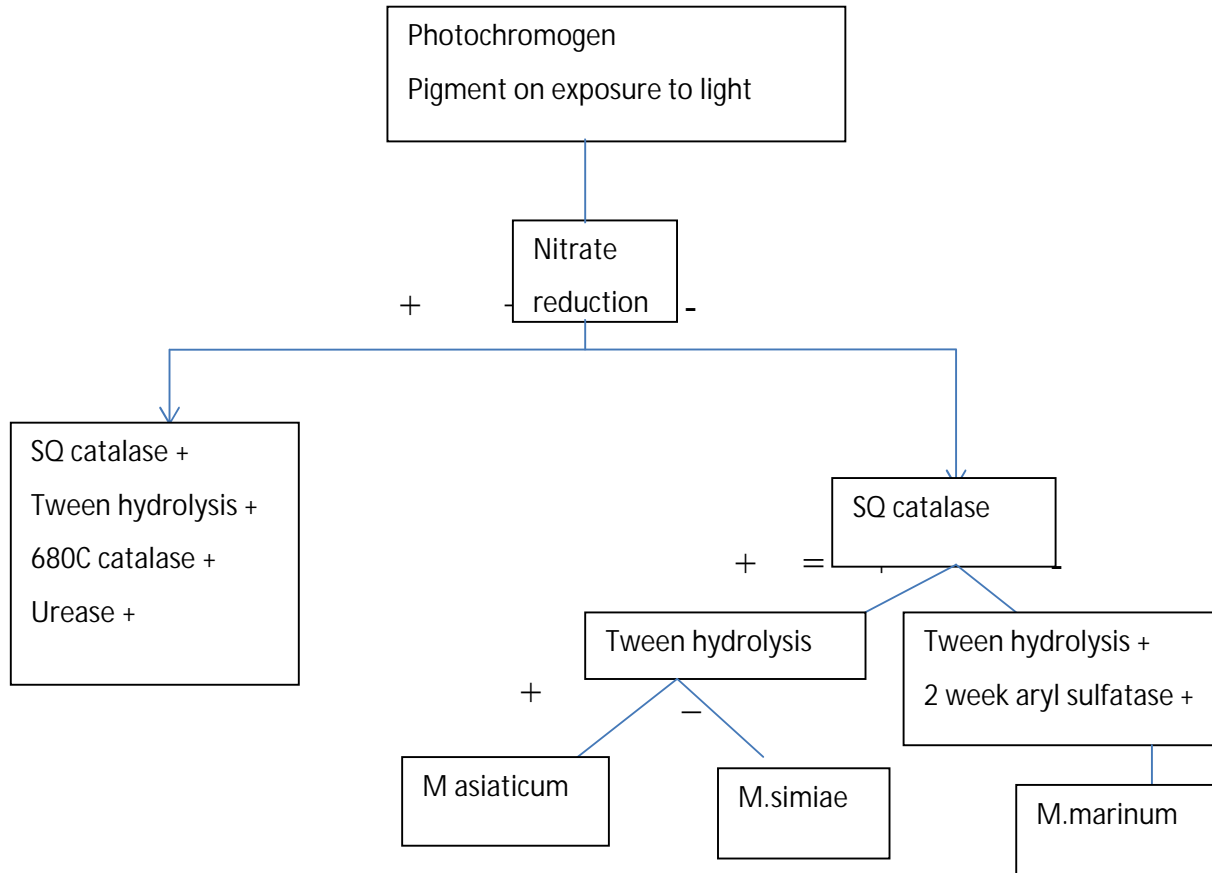 Photochromogen
Pigment on exposure to light
Nitrate
reduction
+ -
SQ catalase +
Tween hydrolysis +
680C catalase +
Urease +
SQ catalase
+ = -
Tween hydrolysis
Tween hydrolysis +
2 week aryl sulfatase +
+ –
M asiaticum
M.simiae
M.marinum